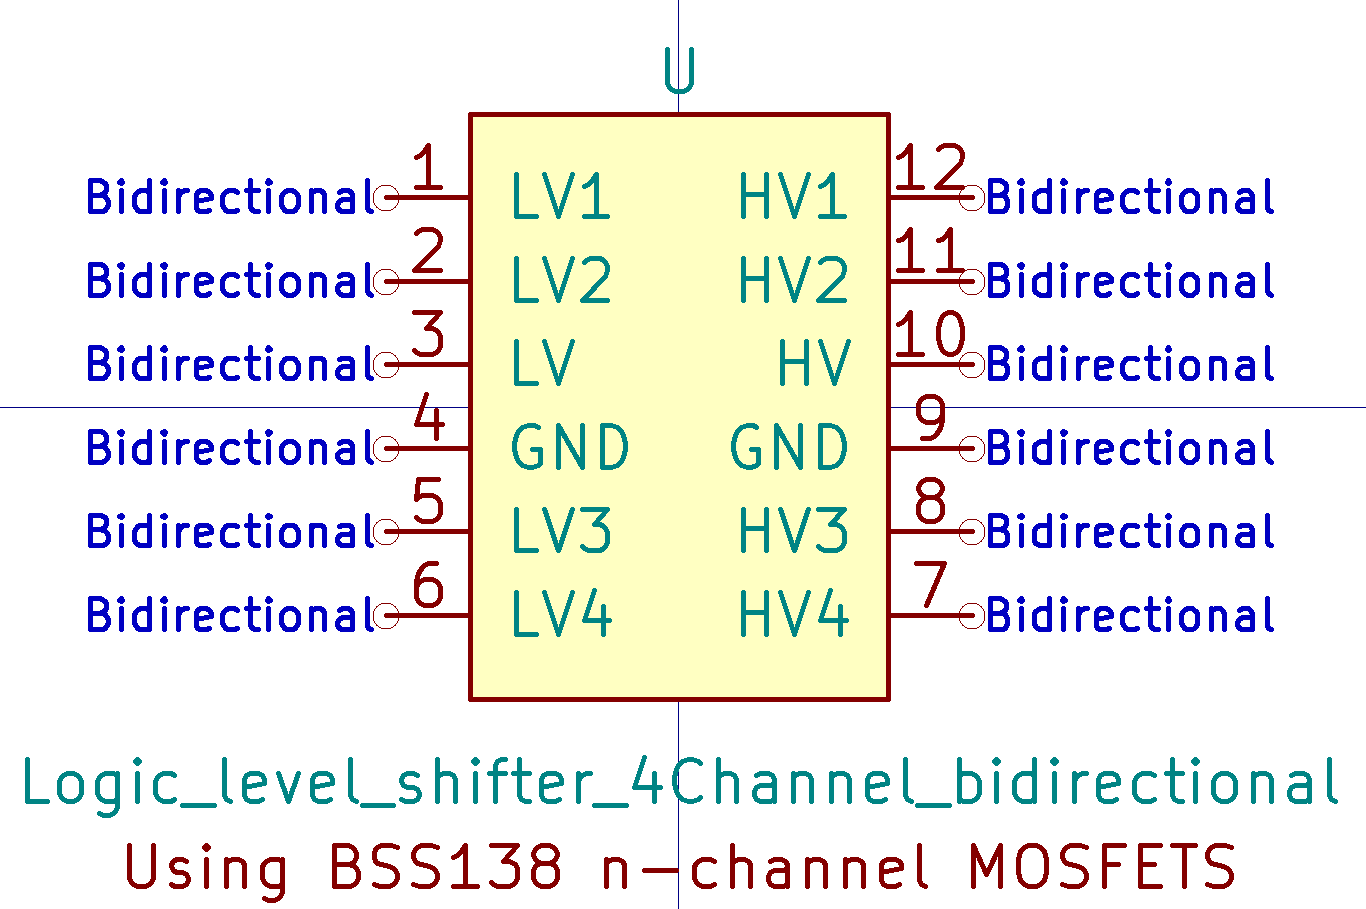 U
Bidirectional 1 LV1 HV1 12 Bidirectional
Bidirectional 2 LV2 HV2 11 Bidirectional
Bidirectional 3 LV HV 10 Bidirectional
Bidirectional 4 GND GND 9 Bidirectional
Bidirectional 5 LV3 HV3 8 Bidirectional
Bidirectional 6 LV4 HV4 7 Bidirectional
Logic_level_shifter_4Channel_bidirectional
Using BSS138 n-channel MOSFETS